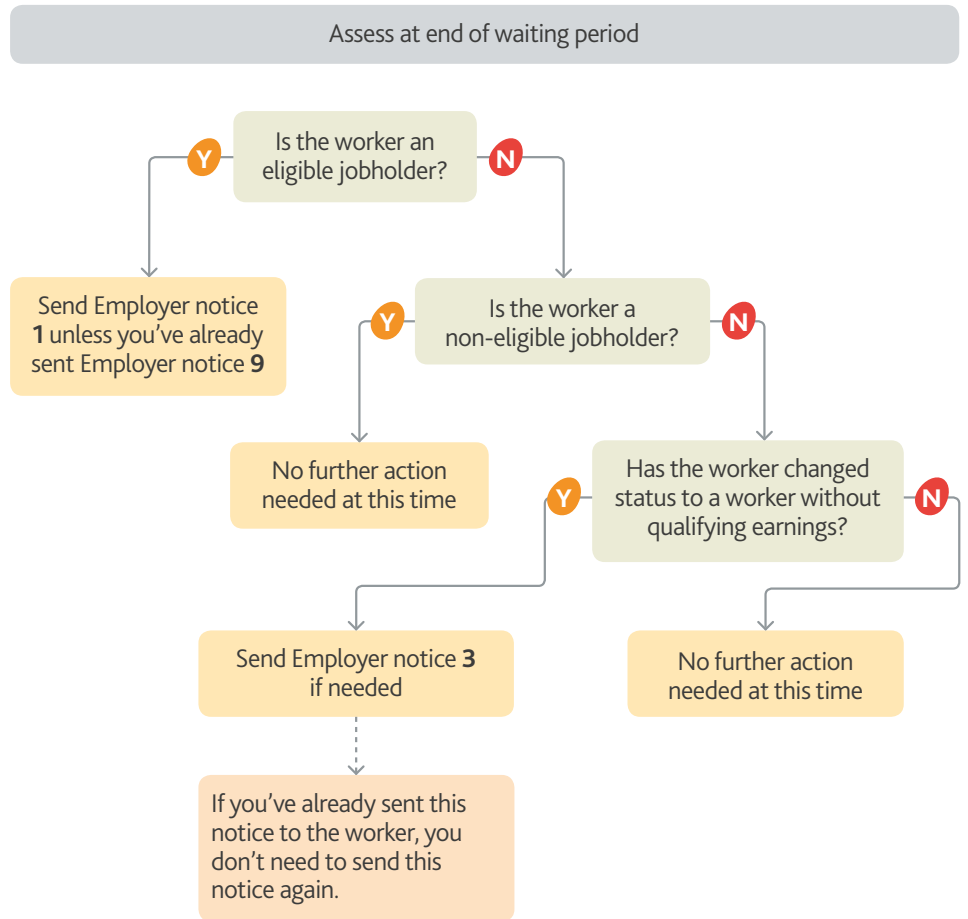 Assess at end of waiting period
Is the worker an
eligible jobholder?
Y
N
Send Employer notice
1 unless you've already
sent Employer notice 9
Is the worker a
non-eligible jobholder?
Y
N
No further action
needed at this time
Has the worker changed
status to a worker without
qualifying earnings?
Y
N
Send Employer notice 3
if needed
No further action
needed at this time
If you've already sent this
notice to the worker, you
don't need to send this
notice again.